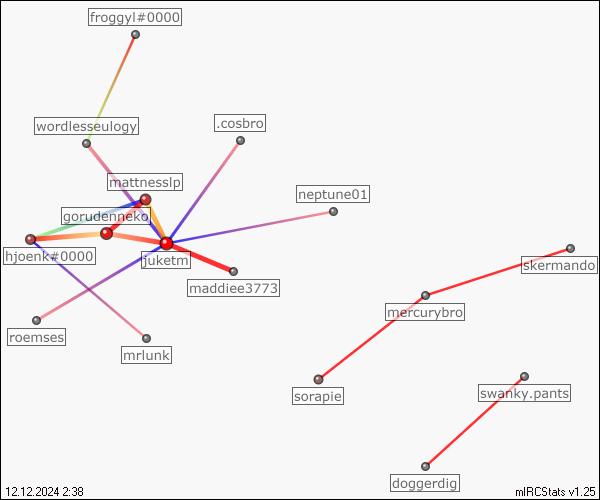 froggyl#0000
wordlesseulogy
.cosbro
mattnesslp
neptune01
gorudenneko
hjoenk#0000
juketm
skermando
maddiee3773
mercurybro
roemses
mrlunk
sorapie
swanky.pants
doggerdig
12.12.2024 2:38
mIRCStats v1.25